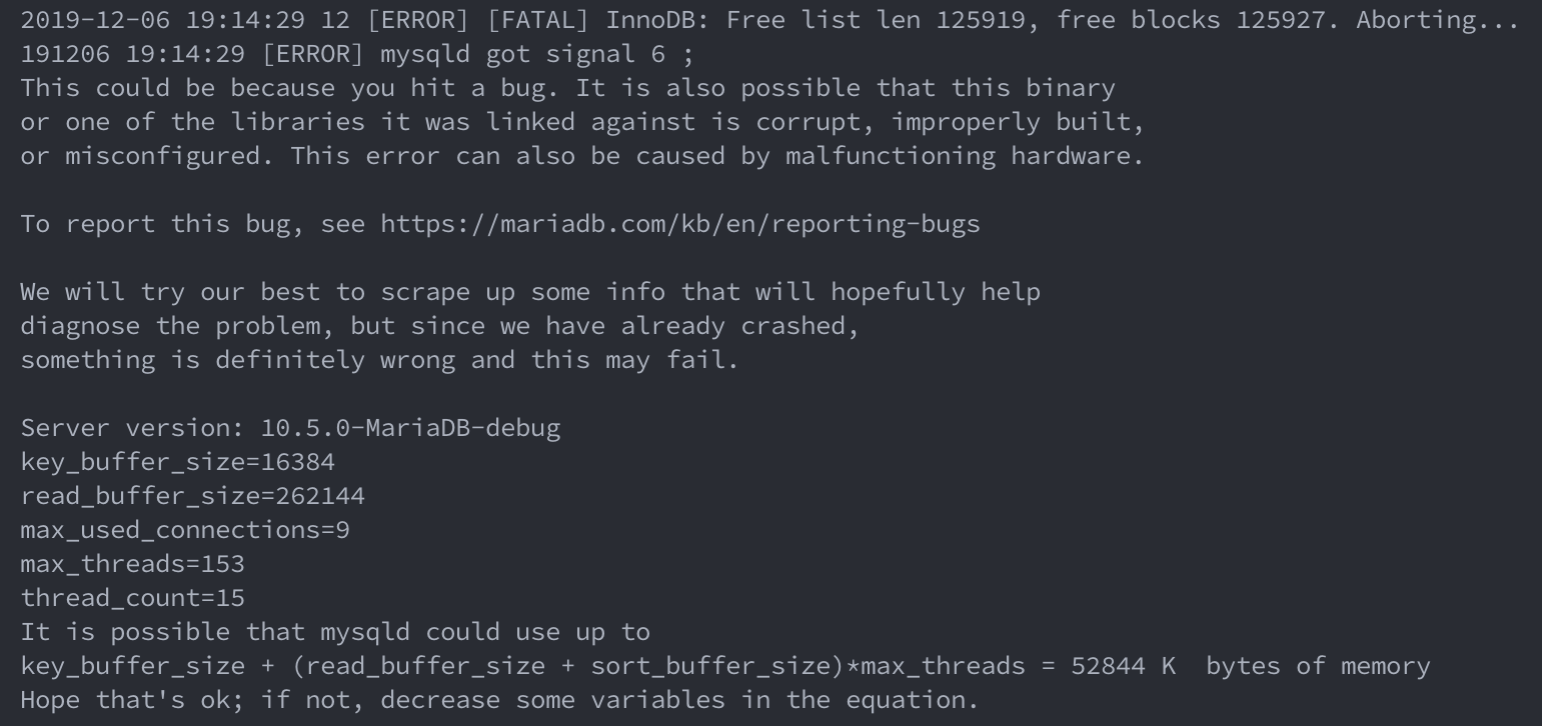 2019-12-06 19:14:29 12 [ERROR] [FATAL] InnoDB: Free list len 125919, free blocks 125927. Aborting...
191206 19:14:29 [ERROR] mysqld got signal 6 ;
This could be because you hit a bug. It is also possible that this binary
or one of the libraries it was linked against is corrupt, improperly built,
or misconfigured. This error can also be caused by malfunctioning hardware.

To report this bug, see https://mariadb.com/kb/en/reporting-bugs

We will try our best to scrape up some info that will hopefully help
diagnose the problem, but since we have already crashed,
something is definitely wrong and this may fail.

Server version: 10.5.0-MariaDB-debug
key_buffer_size=16384
read_buffer_size=262144
max_used_connections=9
max_threads=153
thread_count=15
It is possible that mysqld could use up to
key_buffer_size + (read_buffer_size + sort_buffer_size)*max_threads = 52844 K  bytes of memory
Hope that's ok; if not, decrease some variables in the equation.